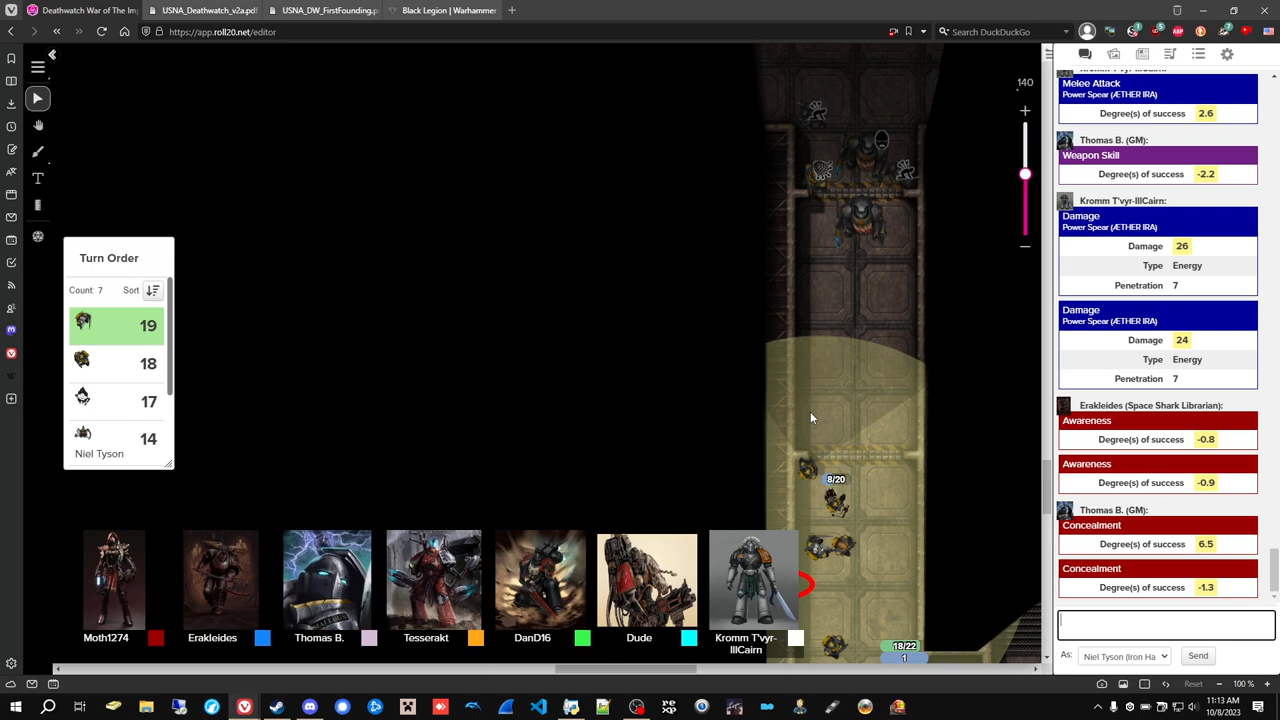 Deathwatch War of The Im
USNA_Deathwatch_v2a.pdf
USNA_DW_FirstFounding.p
Black Legion | Warhammer
https://app.roll20.net/editor
Search DuckDuckGo
140
Turn Order
Count: 7
Sort
19
18
17
14
Niel Tyson
8/20
18/22
1
Moth1274
Erakleides
Thomas B.
Tesserakt
DanD16
Dude
Kromm T'vyr-
IllCairn
Melee Attack
Power Spear (ÆTHER IRA)
Degree(s) of success 2.6
Thomas B. (GM):
Weapon Skill
Degree(s) of success -2.2
Kromm T'vyr-IllCairn:
Damage
Power Spear (ÆTHER IRA)
Damage 26
Type Energy
Penetration 7
Damage
Power Spear (ÆTHER IRA)
Damage 24
Type Energy
Penetration 7
Erakleides (Space Shark Librarian):
Awareness
Degree(s) of success -0.8
Awareness
Degree(s) of success -0.9
Thomas B. (GM):
Concealment
Degree(s) of success 6.5
Concealment
Degree(s) of success -1.3
As: Niel Tyson (Iron Ha
Send
Reset
100 %
11:13 AM
10/8/2023